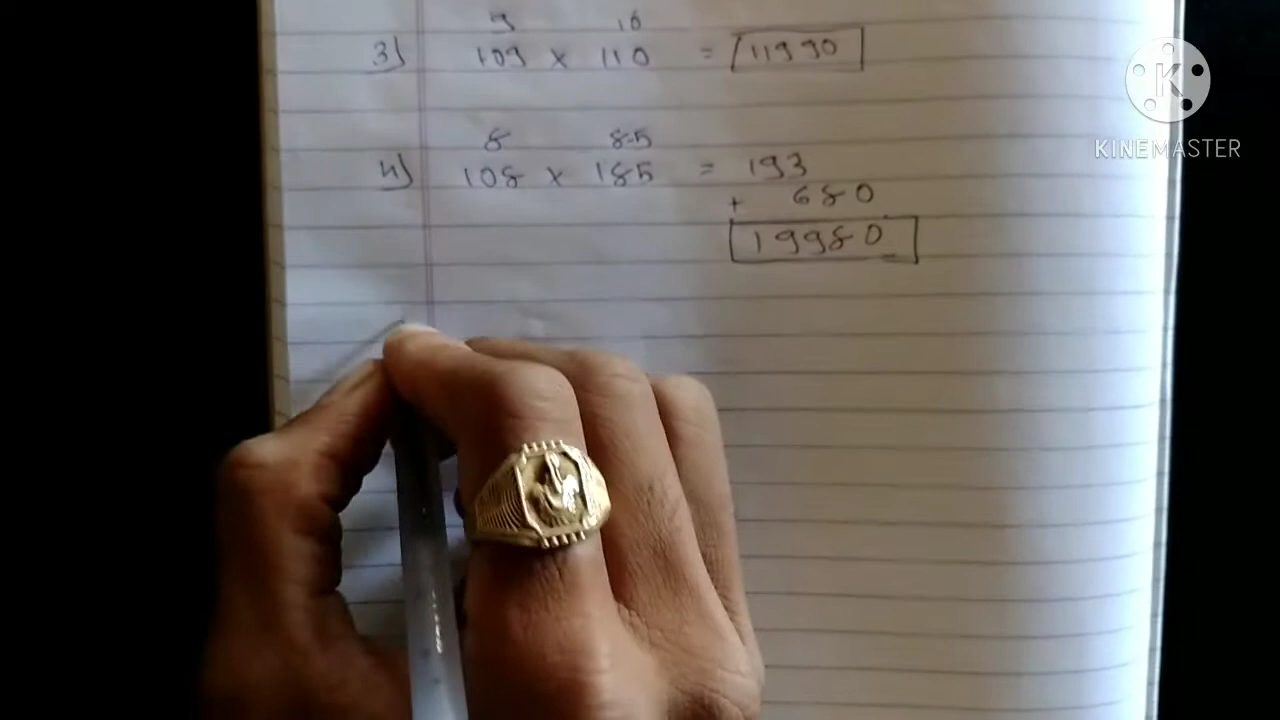 9 10
3) 109 × 110 = 11990
8 85
4) 108 × 185 = 193
+ 680
19980
K
KINEMASTER